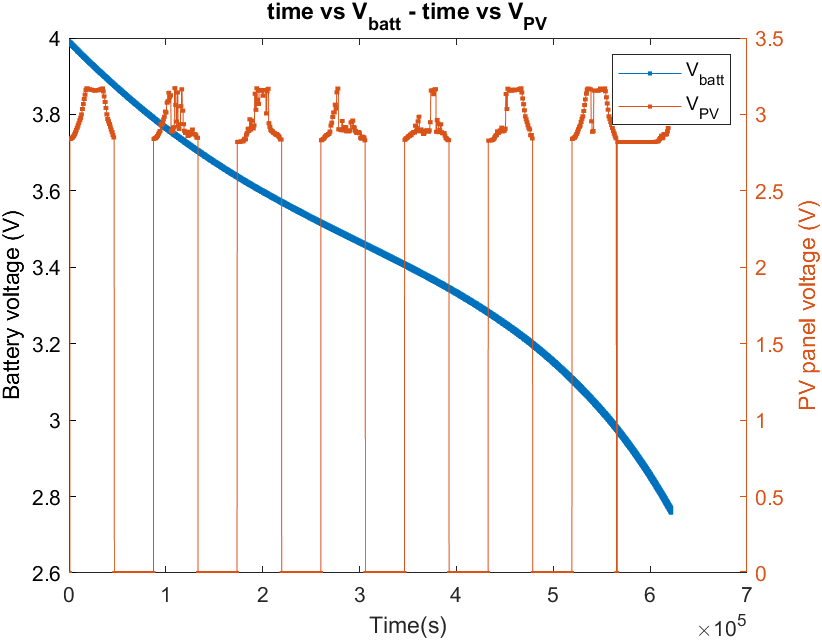 time vs V_batt - time vs V_PV
4
3.8
3.6
3.4
3.2
3
2.8
2.6
Battery voltage (V)
3.5
3
2.5
2
1.5
1
0.5
0
PV panel voltage (V)
V_batt
V_PV
0 1 2 3 4 5 6 7
×10^5
Time(s)